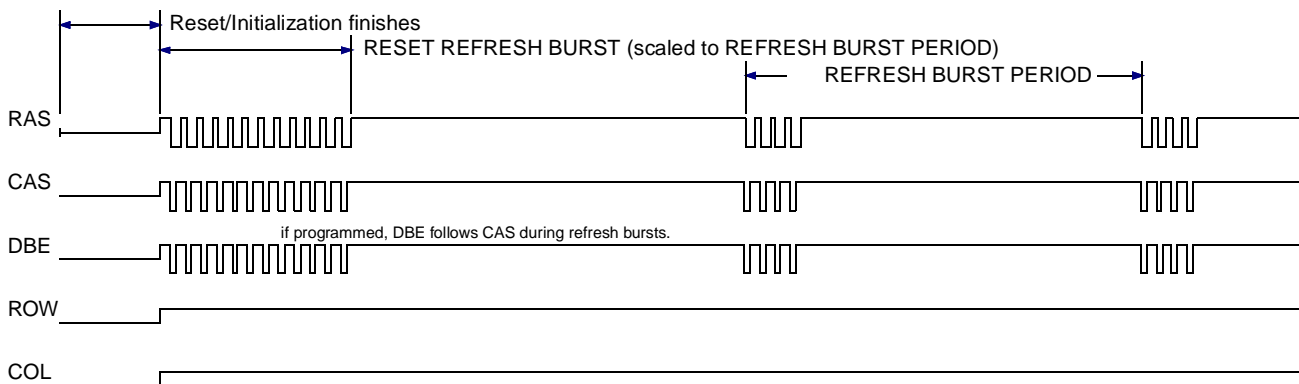 Reset/Initialization finishes
RESET REFRESH BURST (scaled to REFRESH BURST PERIOD)
REFRESH BURST PERIOD
RAS
CAS
if programmed, DBE follows CAS during refresh bursts.
DBE
ROW
COL